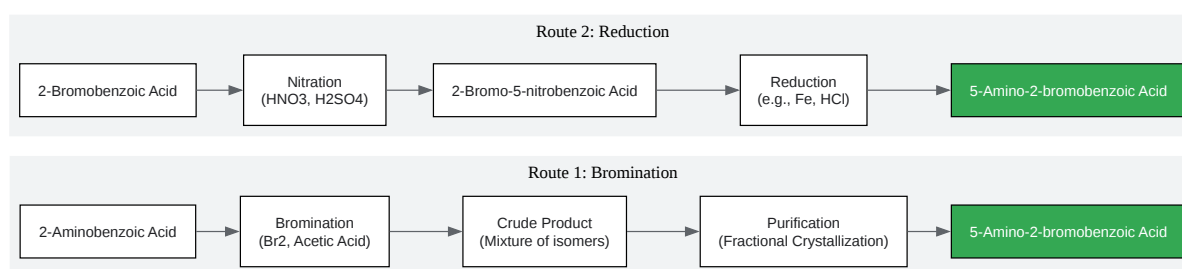 Route 2: Reduction
2-Bromobenzoic Acid
Nitration
(HNO3, H2SO4)
2-Bromo-5-nitrobenzoic Acid
Reduction
(e.g., Fe, HCl)
5-Amino-2-bromobenzoic Acid
Route 1: Bromination
2-Aminobenzoic Acid
Bromination
(Br2, Acetic Acid)
Crude Product
(Mixture of isomers)
Purification
(Fractional Crystallization)
5-Amino-2-bromobenzoic Acid